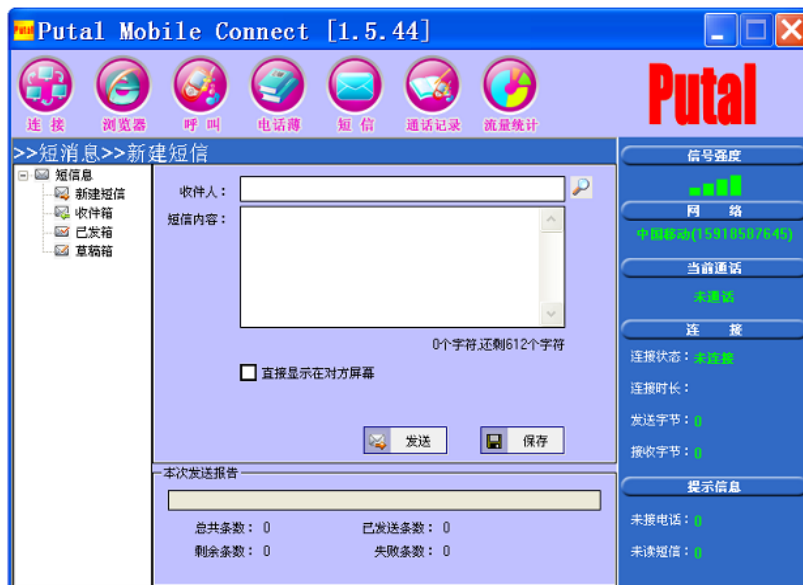 Putal Mobile Connect [1.5.44]
连 接 浏览器 呼 叫 电话薄 短 信 通话记录 流量统计
Putal
>>短消息>>新建短信
短信息
新建短信
收件箱
已发箱
草稿箱
收件人：
短信内容：
0个字符,还剩612个字符
直接显示在对方屏幕
发送 保存
本次发送报告
总共条数： 0 已发送条数： 0
剩余条数： 0 失败条数： 0
信号强度
网 络
中国移动(15918587645)
当前通话
未通话
连 接
连接状态：未连接
连接时长：
发送字节：0
接收字节：0
提示信息
未接电话：0
未读短信：0